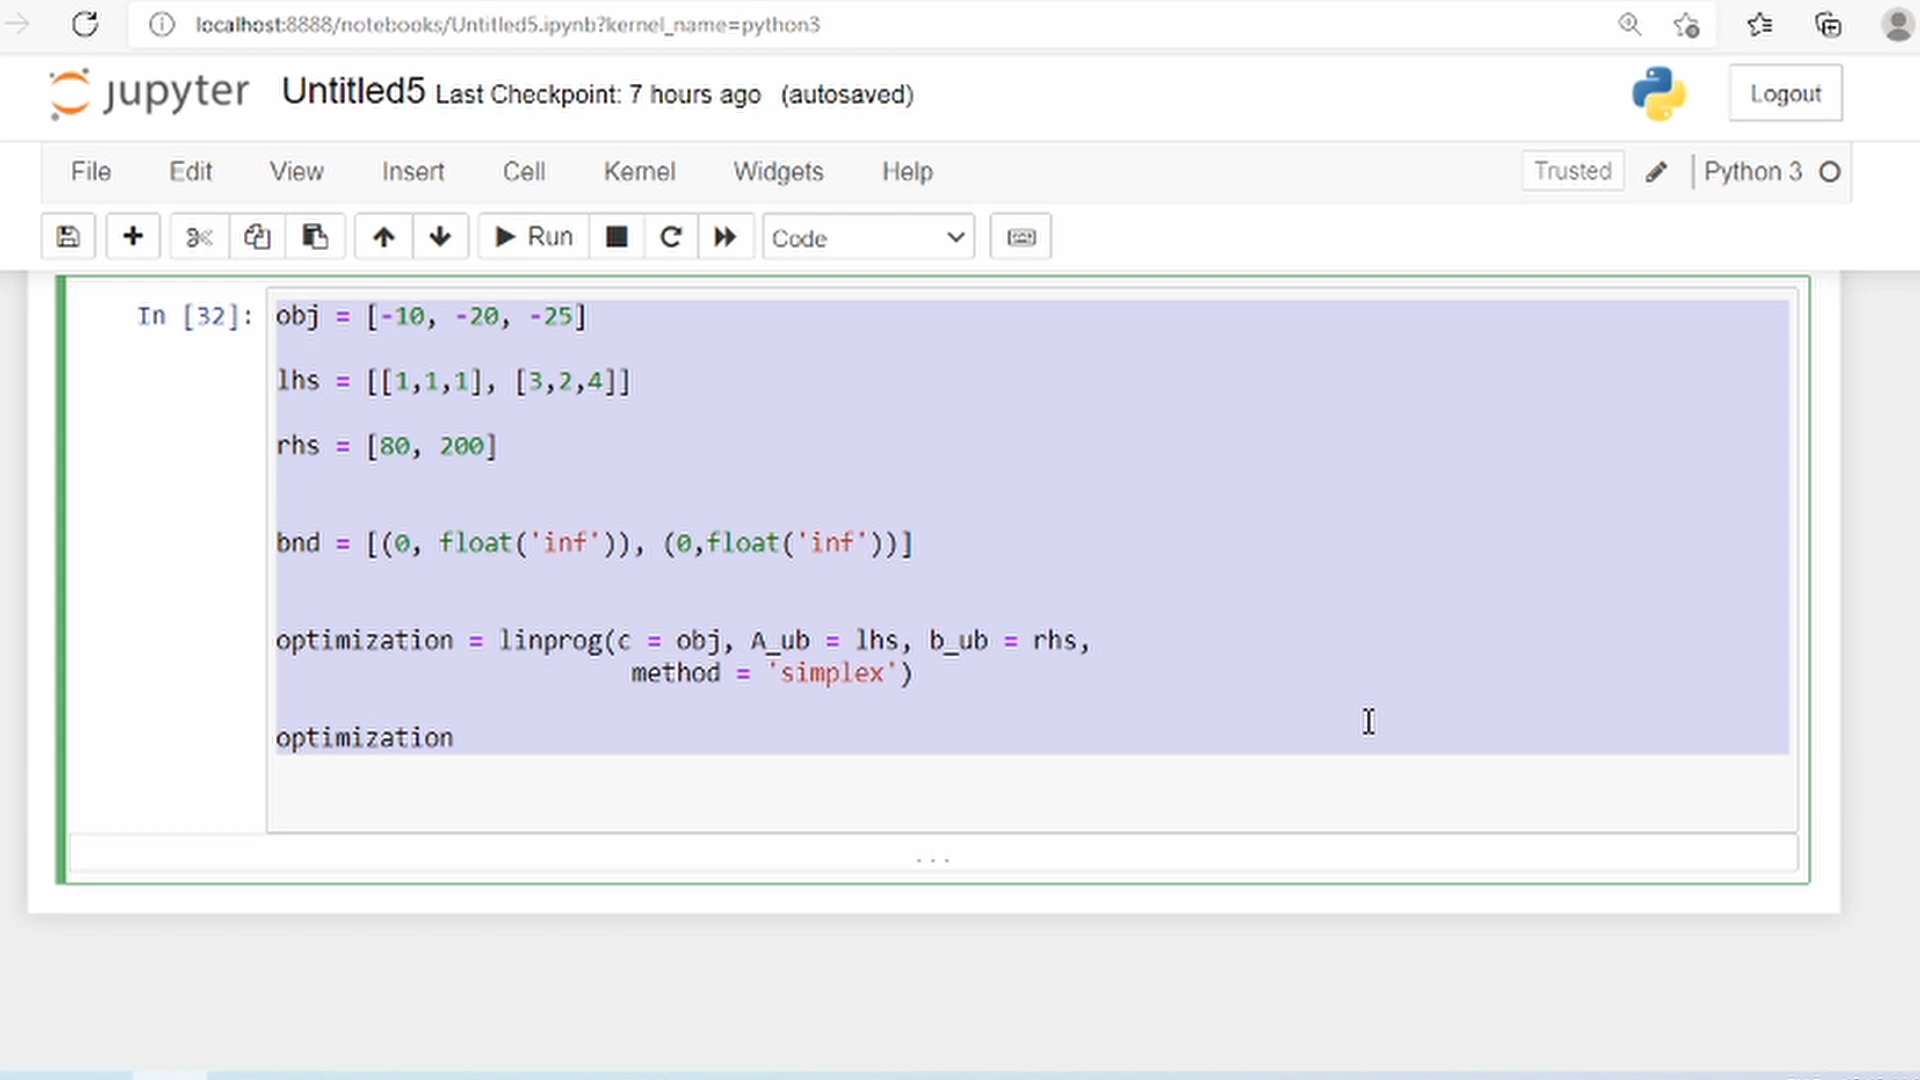 localhost:8888/notebooks/Untitled5.ipynb?kernel_name=python3
jupyter Untitled5 Last Checkpoint: 7 hours ago (autosaved) Logout
File Edit View Insert Cell Kernel Widgets Help Trusted Python 3
Run Code
In [32]: obj = [-10, -20, -25]
lhs = [[1,1,1], [3,2,4]]
rhs = [80, 200]
bnd = [(0, float('inf')), (0,float('inf'))]
optimization = linprog(c = obj, A_ub = lhs, b_ub = rhs,
method = 'simplex')
optimization
...